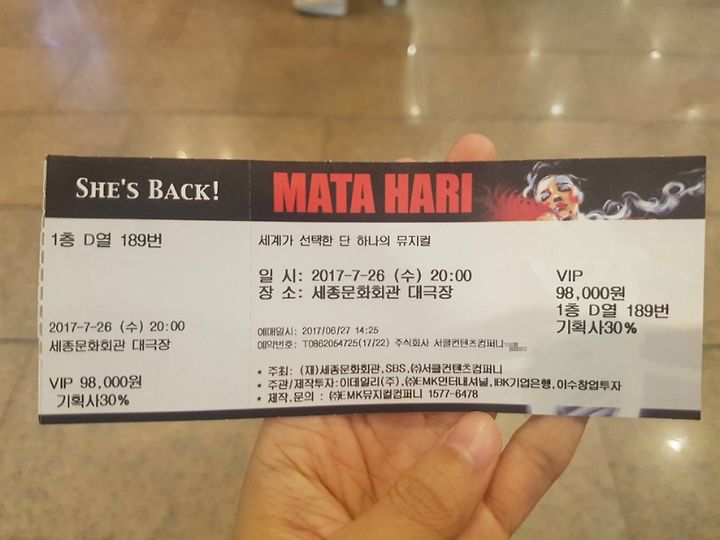 SHE'S BACK!
1층 D열 189번
2017-7-26 (수) 20:00
세종문화회관 대극장
VIP 98,000원
기획사30%
MATA HARI
세계가 선택한 단 하나의 뮤지컬
일 시: 2017-7-26 (수) 20:00
장 소: 세종문화회관 대극장
예매일시: 2017/06/27 14:25
예약번호: T0862054725(17/22) 주식회사 서클컨텐츠컴퍼니
* 주최: (재)세종문화회관,SBS,㈜서클컨텐츠컴퍼니
* 주관/제작투자:이데일리(주),㈜EMK인터내셔널,IBK기업은행,이수창업투자
* 제작,문의 : ㈜EMK뮤지컬컴퍼니 1577-6478
VIP
98,000원
1층 D열 189번
기획사30%